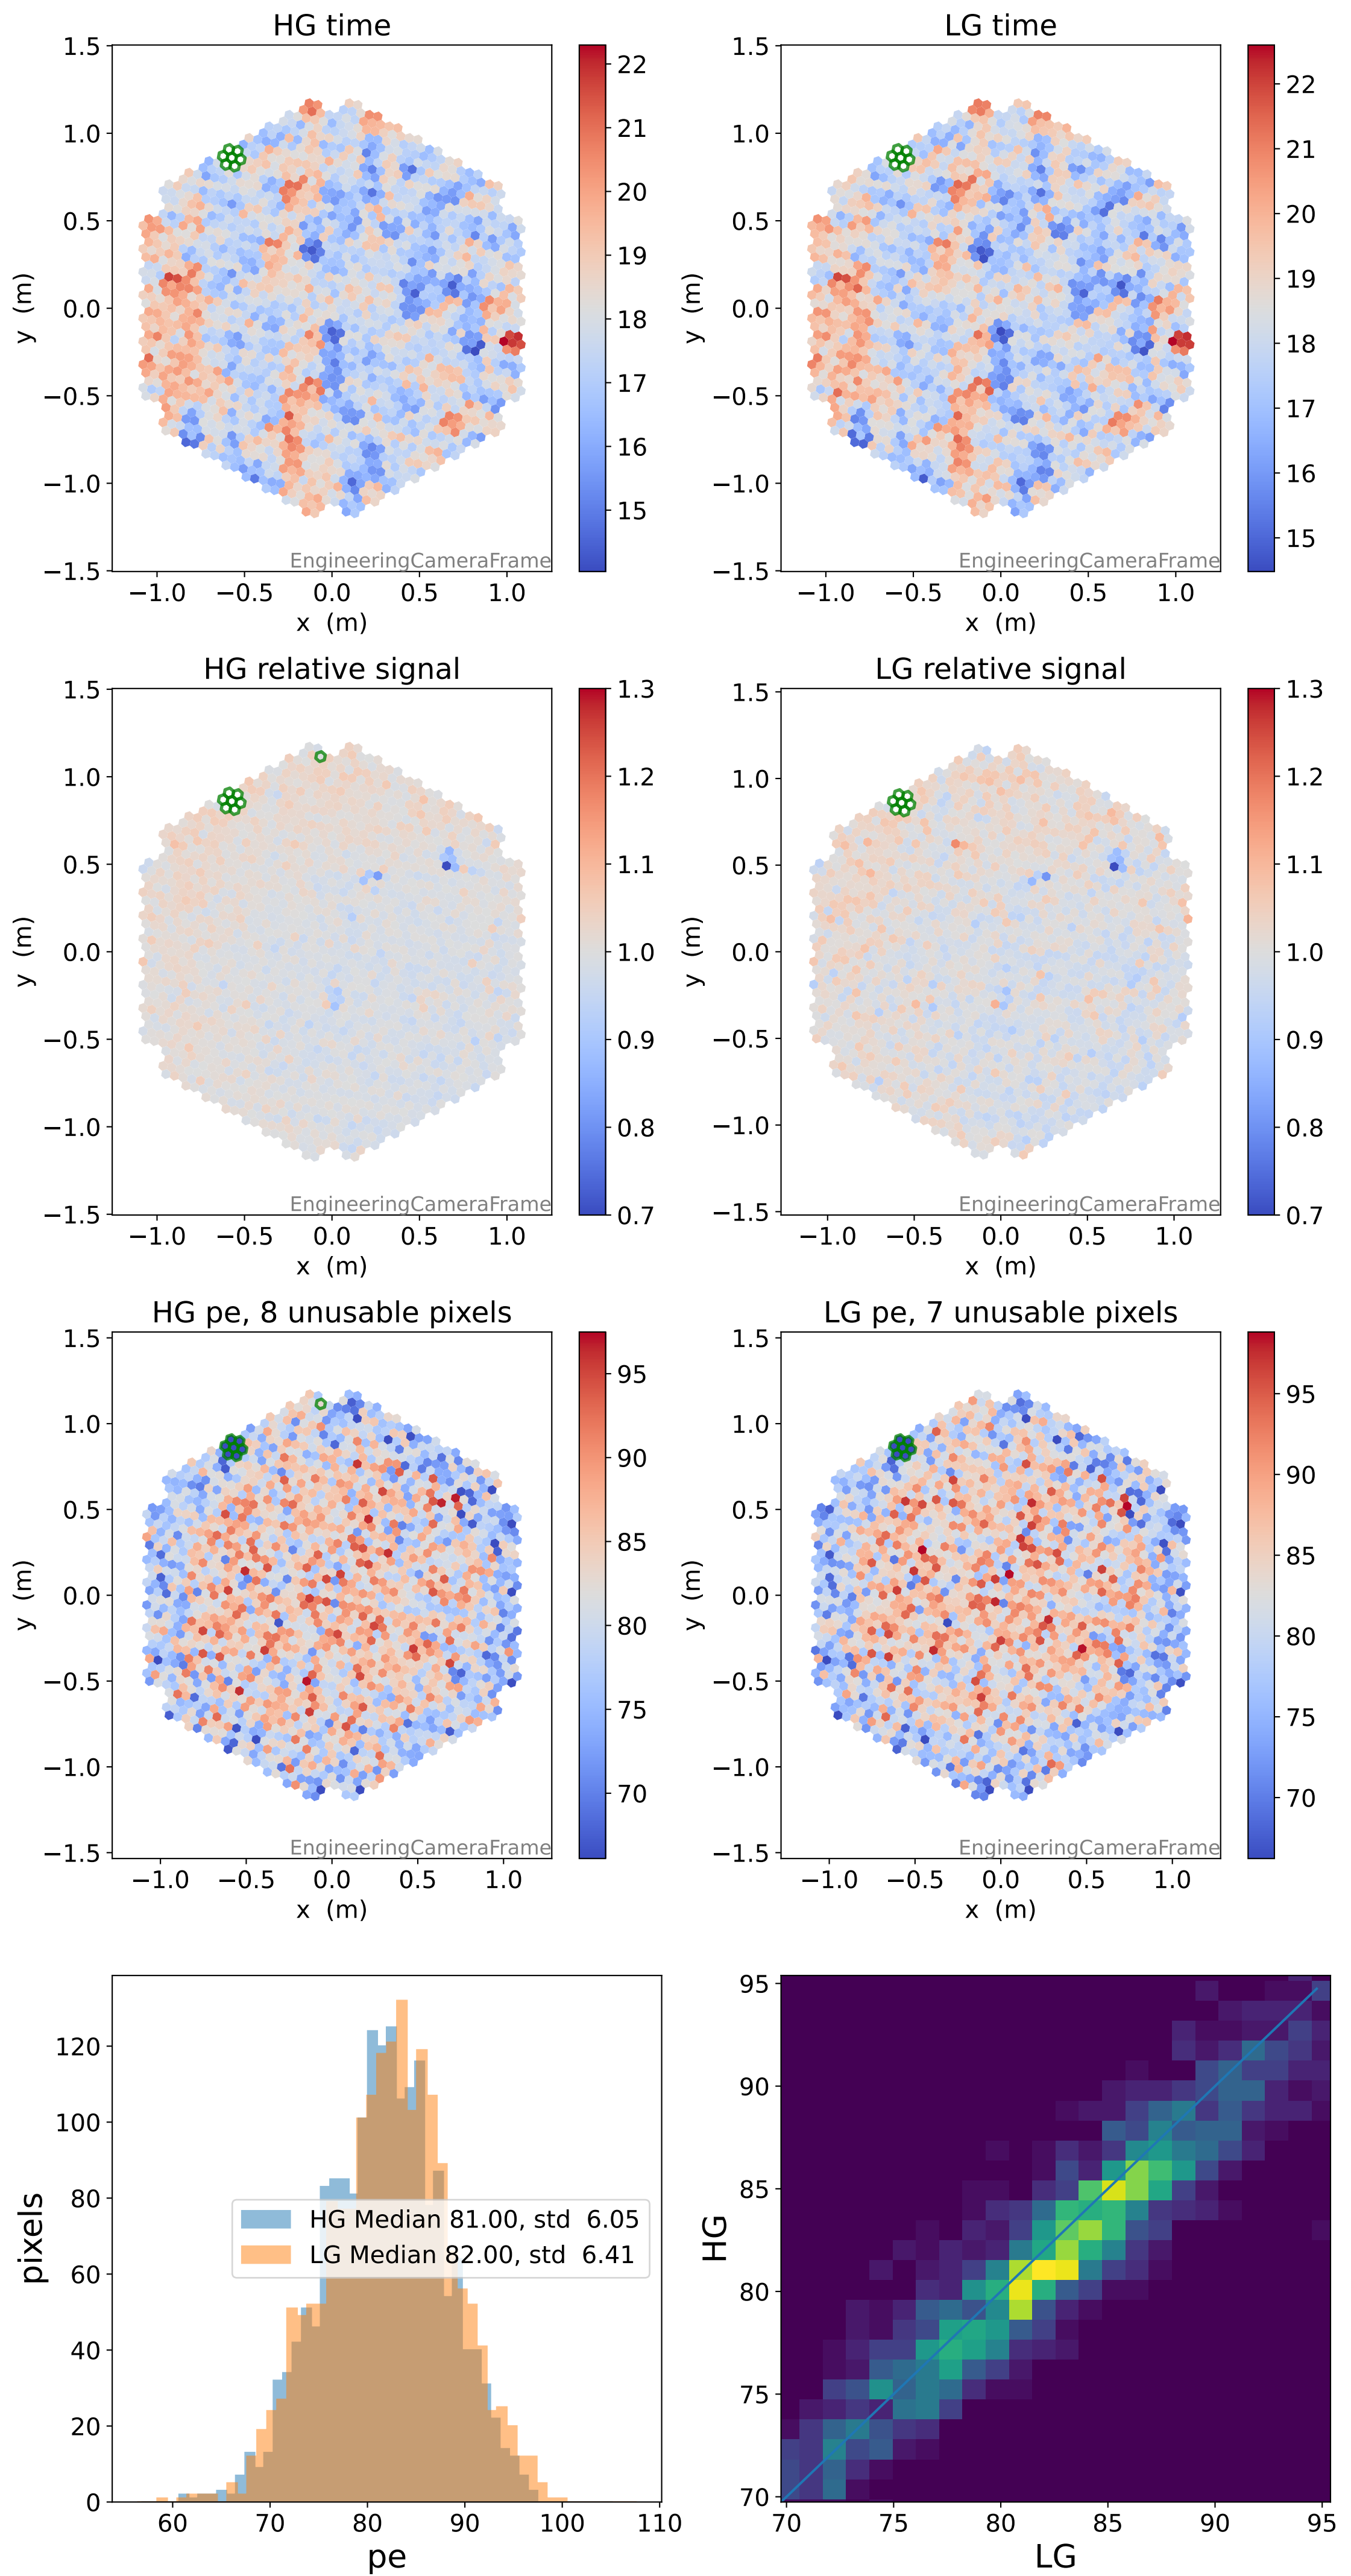 HG time
LG time
1.5
1.0
0.5
0.0
−0.5
−1.0
−1.5
y (m)
−1.0 −0.5 0.0 0.5 1.0
x (m)
EngineeringCameraFrame
22
21
20
19
18
17
16
15
1.5
1.0
0.5
0.0
−0.5
−1.0
−1.5
y (m)
−1.0 −0.5 0.0 0.5 1.0
x (m)
EngineeringCameraFrame
22
21
20
19
18
17
16
15
HG relative signal
LG relative signal
1.5
1.0
0.5
0.0
−0.5
−1.0
−1.5
y (m)
−1.0 −0.5 0.0 0.5 1.0
x (m)
EngineeringCameraFrame
1.3
1.2
1.1
1.0
0.9
0.8
0.7
1.5
1.0
0.5
0.0
−0.5
−1.0
−1.5
y (m)
−1.0 −0.5 0.0 0.5 1.0
x (m)
EngineeringCameraFrame
1.3
1.2
1.1
1.0
0.9
0.8
0.7
HG pe, 8 unusable pixels
LG pe, 7 unusable pixels
1.5
1.0
0.5
0.0
−0.5
−1.0
−1.5
y (m)
−1.0 −0.5 0.0 0.5 1.0
x (m)
EngineeringCameraFrame
95
90
85
80
75
70
1.5
1.0
0.5
0.0
−0.5
−1.0
−1.5
y (m)
−1.0 −0.5 0.0 0.5 1.0
x (m)
EngineeringCameraFrame
95
90
85
80
75
70
120
100
80
60
40
20
0
pixels
HG Median 81.00, std 6.05
LG Median 82.00, std 6.41
60 70 80 90 100 110
pe
95
90
85
80
75
70
HG
70 75 80 85 90 95
LG